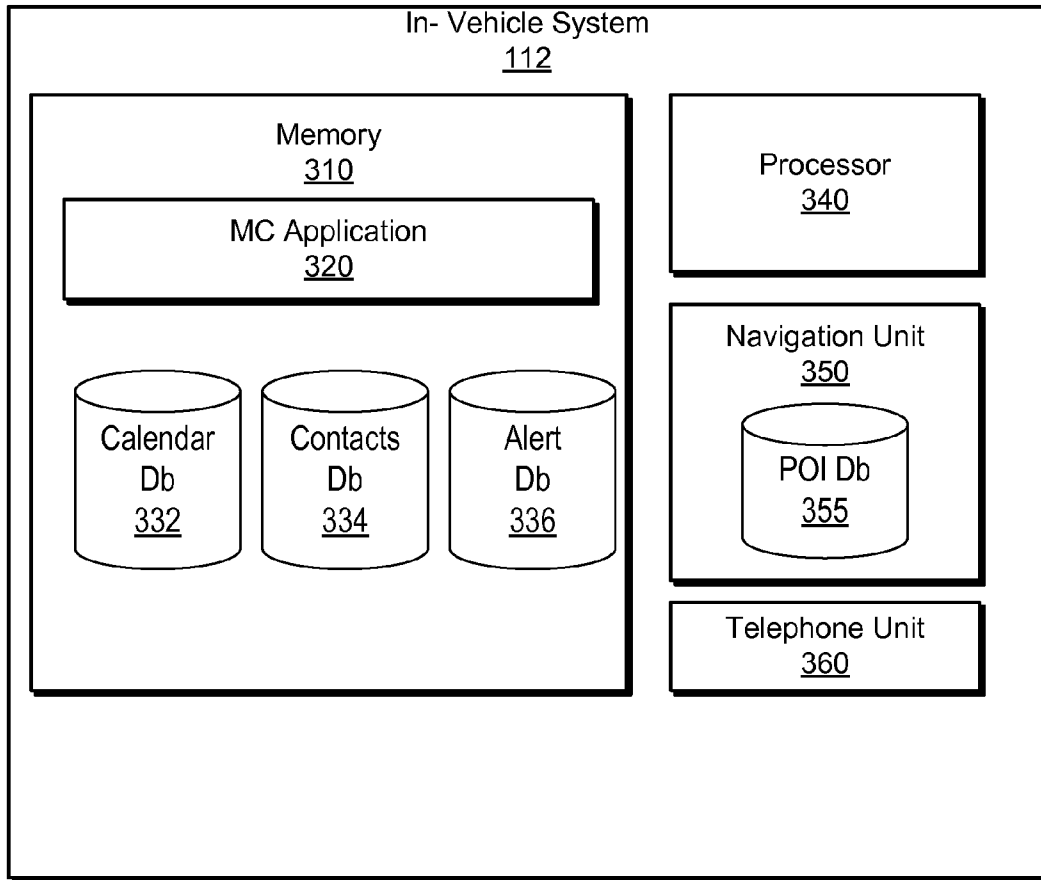 In- Vehicle System
112
Memory
310
MC Application
320
Calendar
Db
332
Contacts
Db
334
Alert
Db
336
Processor
340
Navigation Unit
350
POI Db
355
Telephone Unit
360